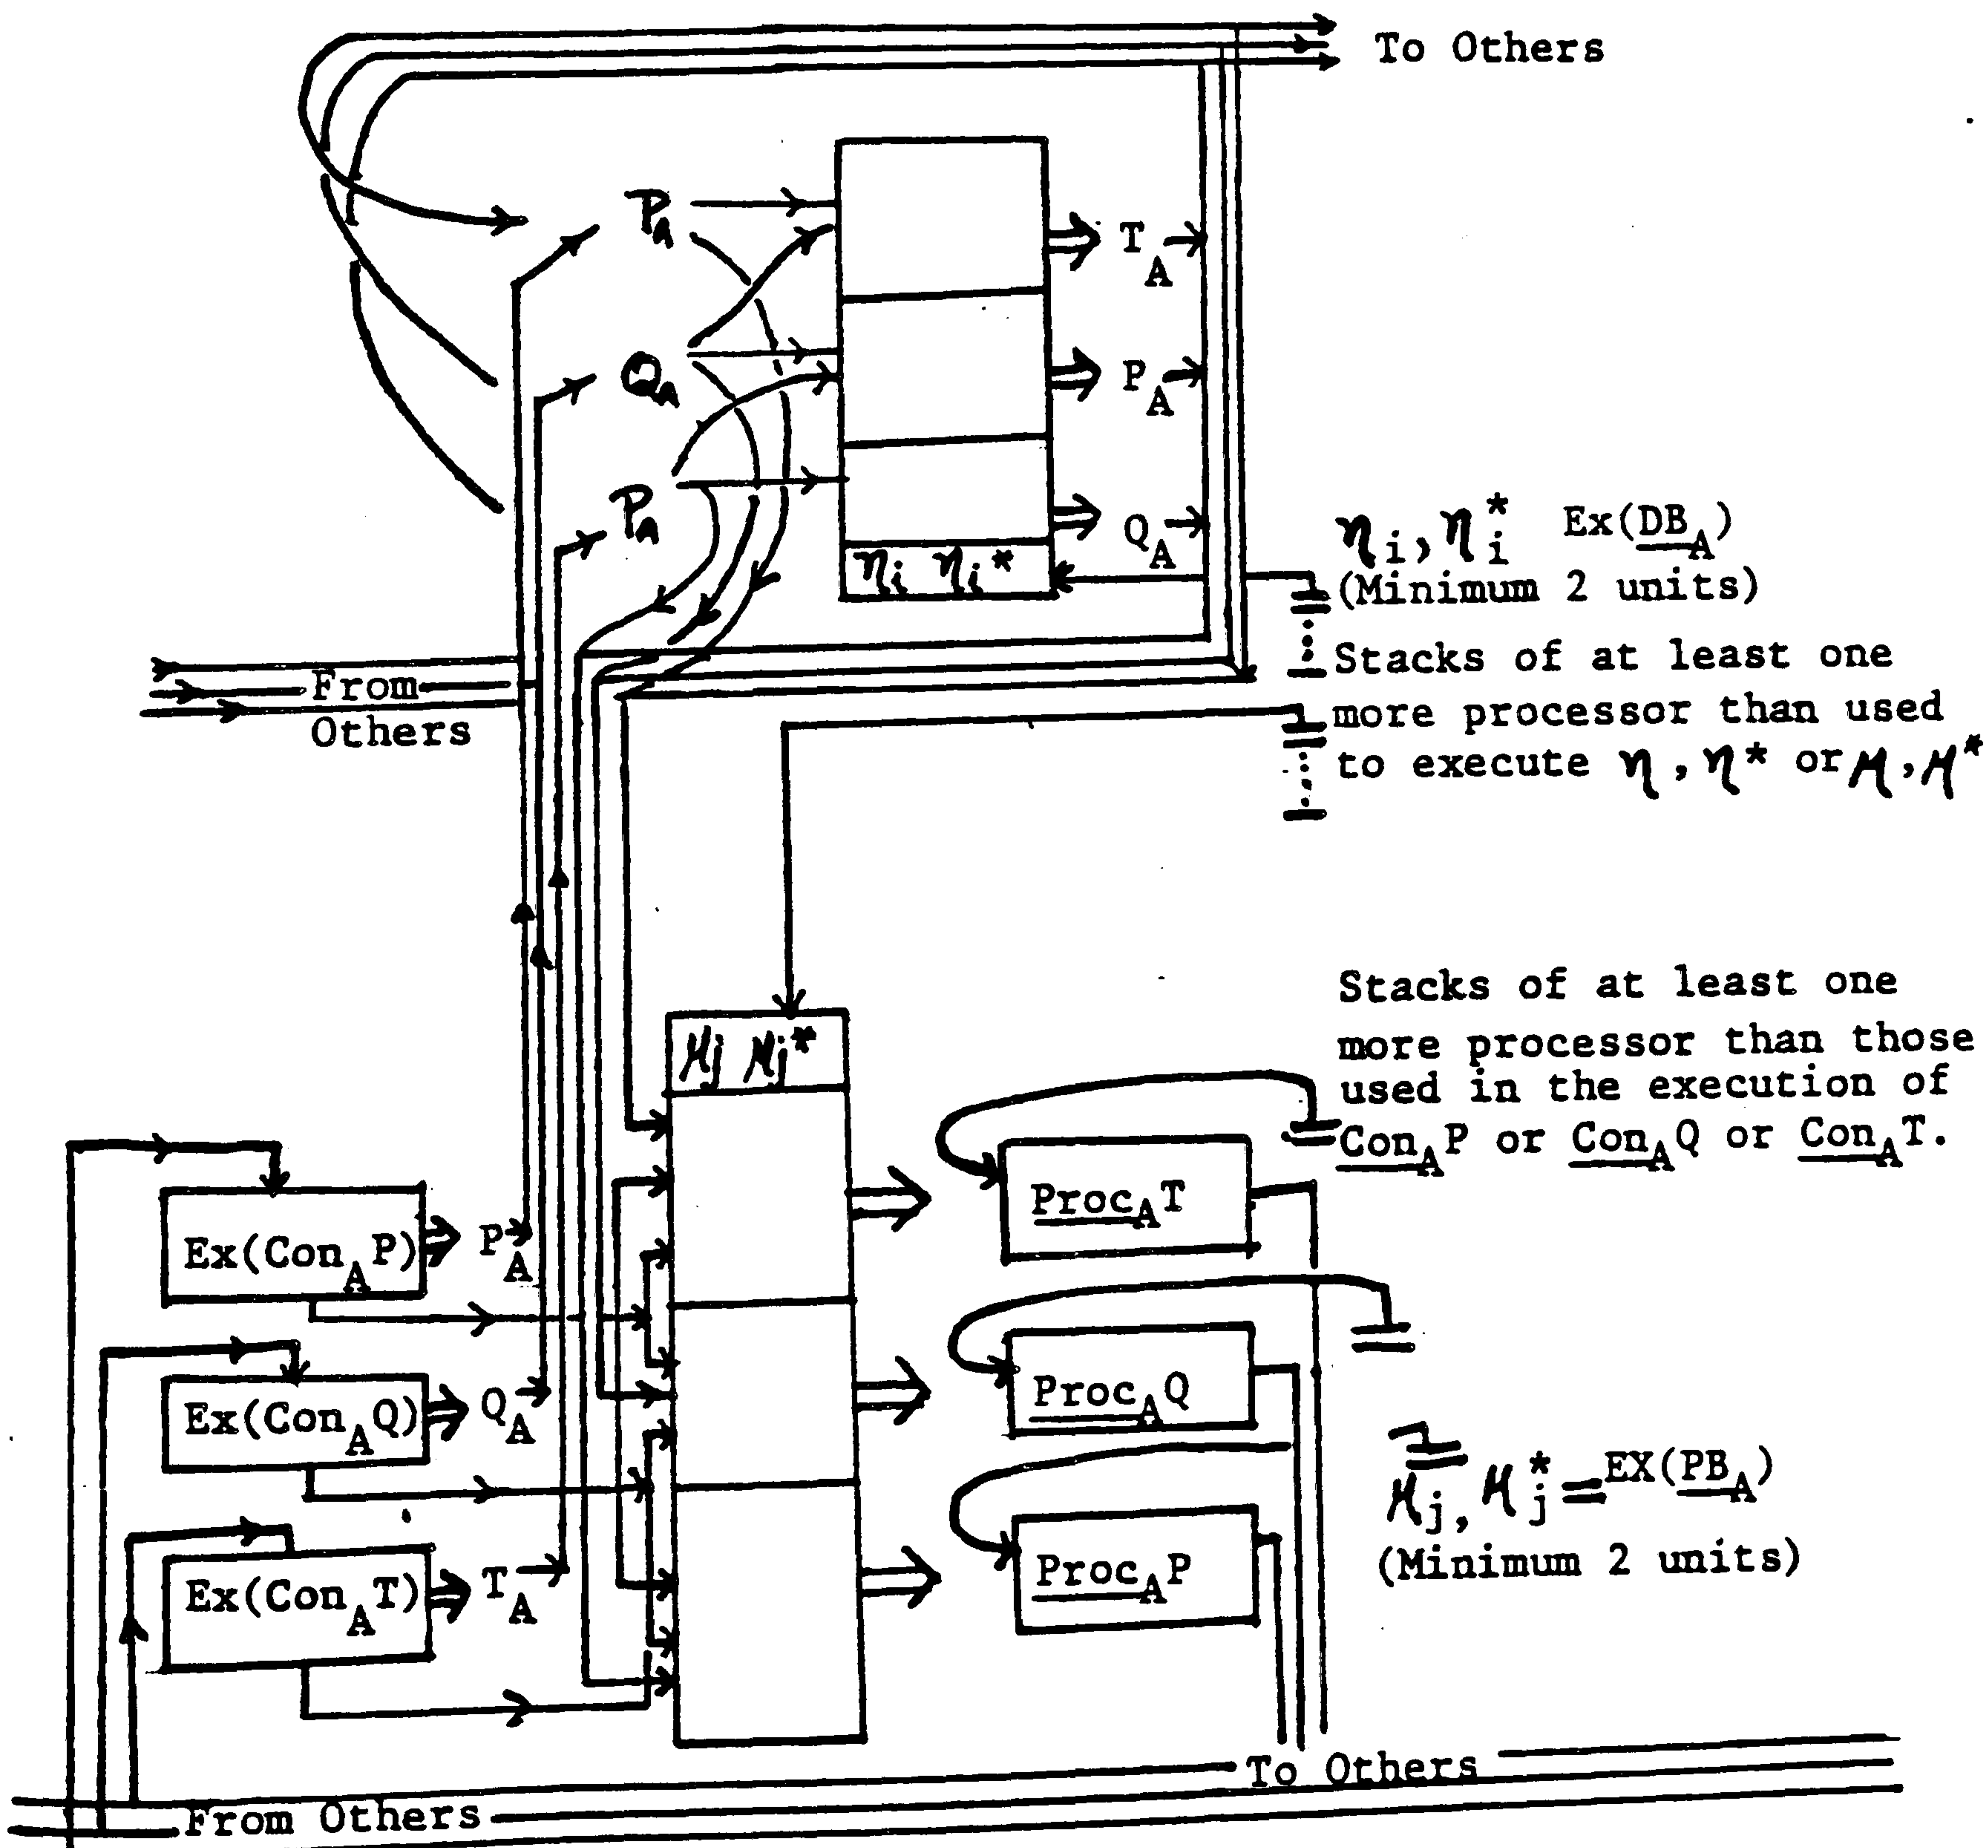 To Others
P_A
T_A
Q_A
P_A
P_A
Q_A
η_i η_i*
η_i, η_i* Ex(DB_A)
(Minimum 2 units)
Stacks of at least one
more processor than used
to execute η, η* or μ, μ*
From
Others
Stacks of at least one
more processor than those
used in the execution of
Con_A P or Con_A Q or Con_A T.
μ_j μ_j*
Ex(Con_A P)
P_A
Proc_A T
Ex(Con_A Q)
Q_A
Proc_A Q
μ_j, μ_j* = EX(PB_A)
(Minimum 2 units)
Ex(Con_A T)
T_A
Proc_A P
To Others
From Others